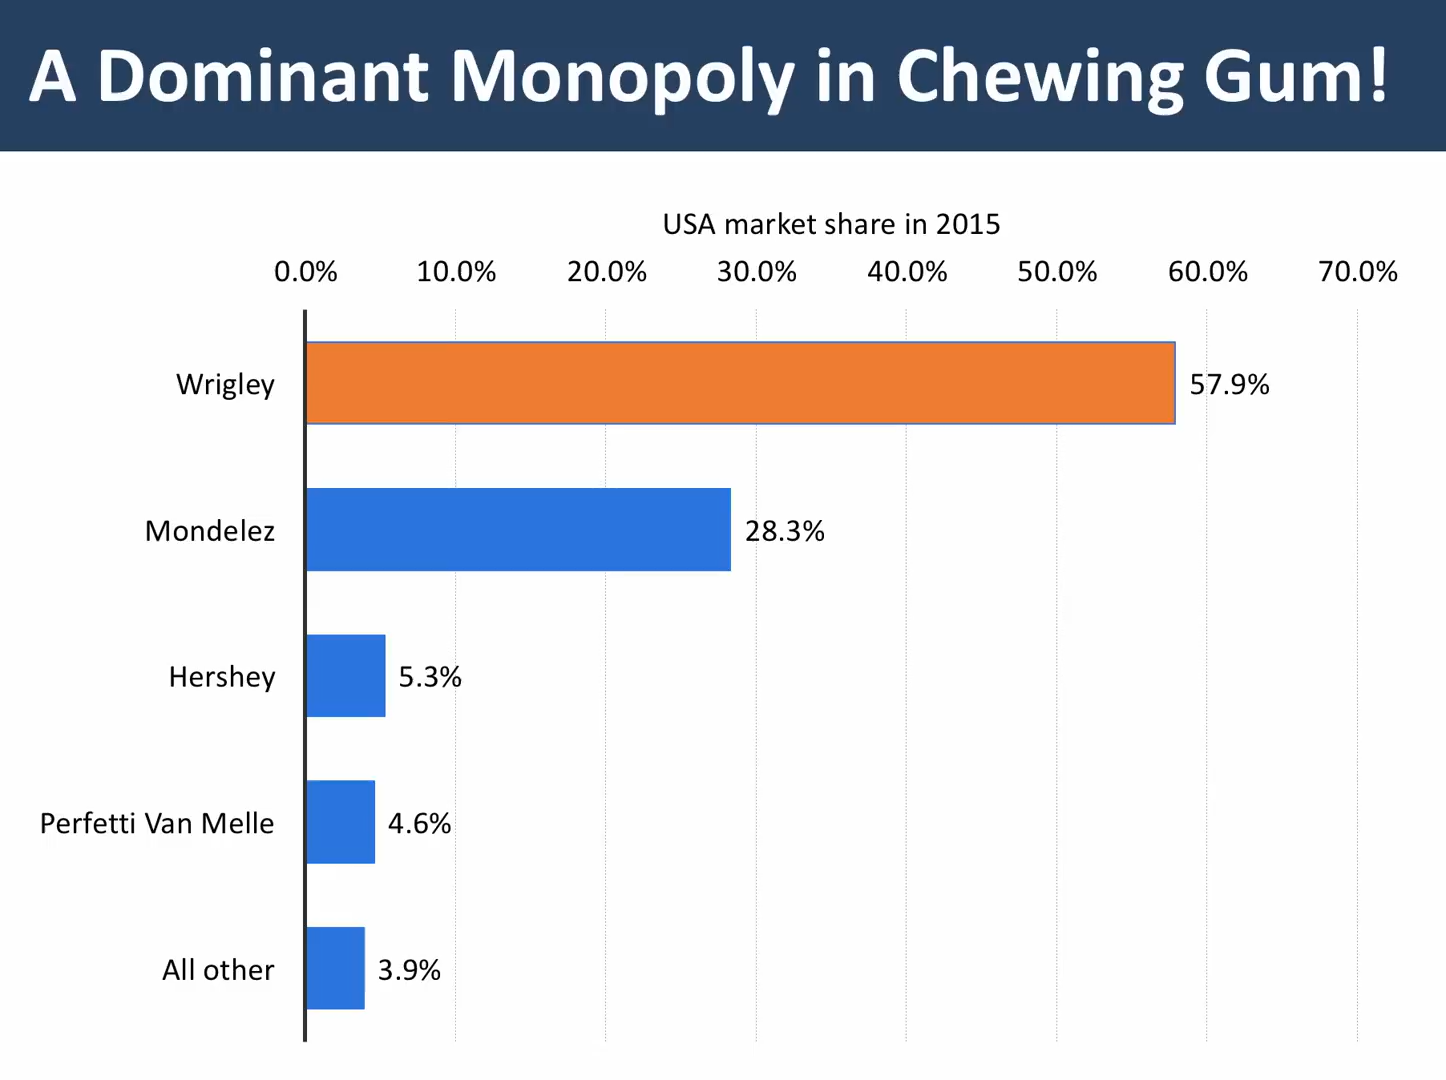 A Dominant Monopoly in Chewing Gum!
USA market share in 2015
0.0% 10.0% 20.0% 30.0% 40.0% 50.0% 60.0% 70.0%
Wrigley 57.9%
Mondelez 28.3%
Hershey 5.3%
Perfetti Van Melle 4.6%
All other 3.9%